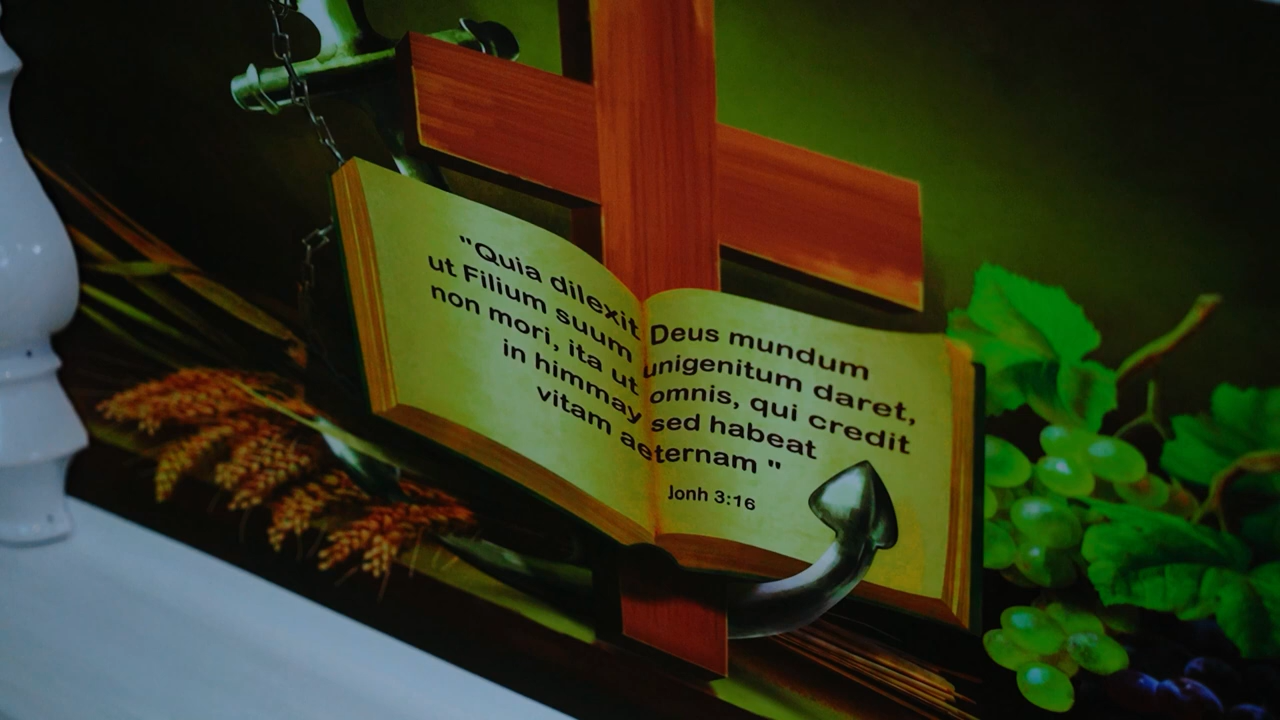 "Quia dilexit Deus mundum
ut Filium suum unigenitum daret,
non mori, ita ut omnis, qui credit
in himmay sed habeat
vitam aeternam "
Jonh 3:16